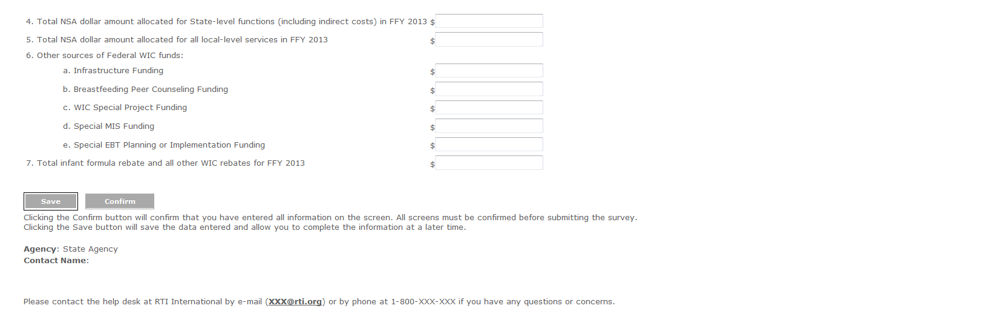 4. Total NSA dollar amount allocated for State-level functions (including indirect costs) in FFY 2013 $
5. Total NSA dollar amount allocated for all local-level services in FFY 2013 $
6. Other sources of Federal WIC funds:
a. Infrastructure Funding $
b. Breastfeeding Peer Counseling Funding $
c. WIC Special Project Funding $
d. Special MIS Funding $
e. Special EBT Planning or Implementation Funding $
7. Total infant formula rebate and all other WIC rebates for FFY 2013 $
Save Confirm
Clicking the Confirm button will confirm that you have entered all information on the screen. All screens must be confirmed before submitting the survey.
Clicking the Save button will save the data entered and allow you to complete the information at a later time.
Agency: State Agency
Contact Name:
Please contact the help desk at RTI International by e-mail (XXX@rti.org) or by phone at 1-800-XXX-XXX if you have any questions or concerns.